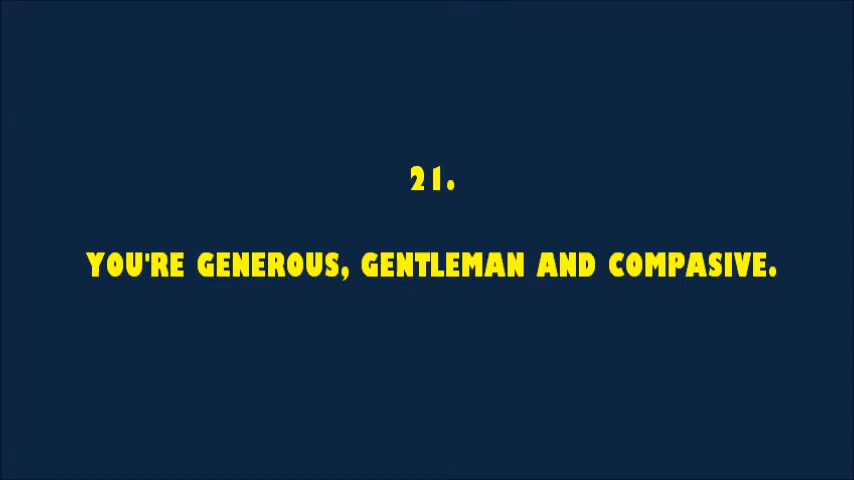 21.
YOU'RE GENEROUS, GENTLEMAN AND COMPASIVE.